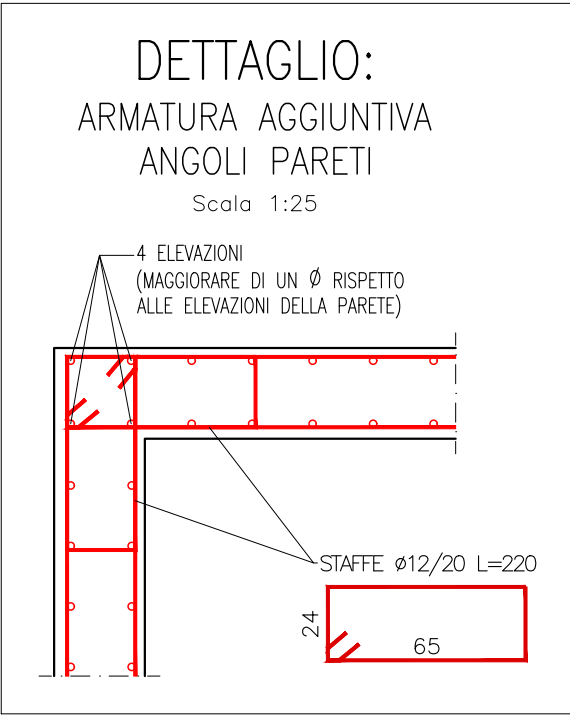 DETTAGLIO:
ARMATURA AGGIUNTIVA
ANGOLI PARETI
Scala 1:25
4 ELEVAZIONI
(MAGGIORARE DI UN Ø RISPETTO
ALLE ELEVAZIONI DELLA PARETE)
STAFFE ø12/20 L=220
24
65